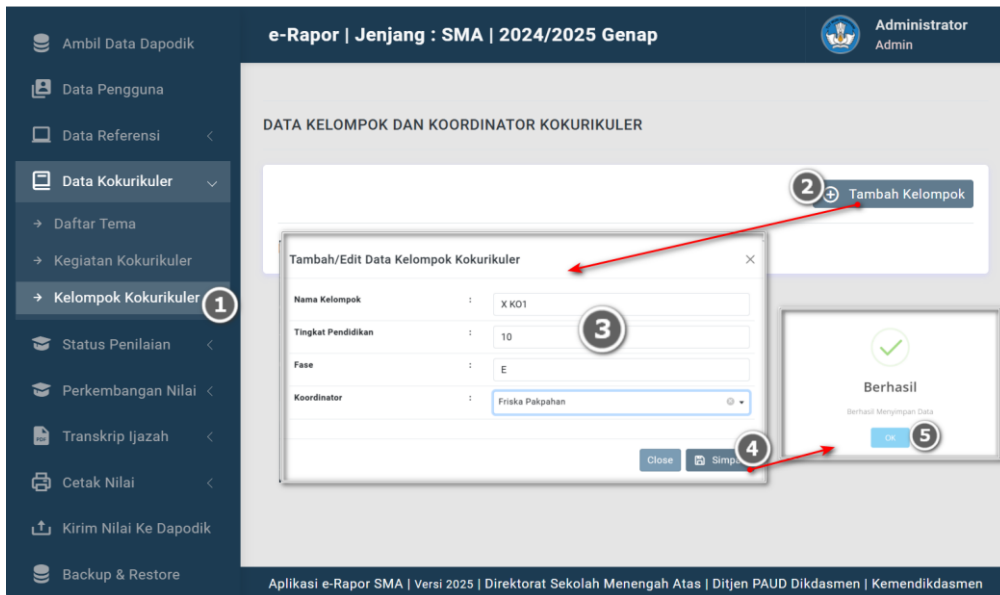 e-Rapor | Jenjang : SMA | 2024/2025 Genap
Administrator
Admin
Ambil Data Dapodik
Data Pengguna
Data Referensi
Data Kokurikuler
Daftar Tema
Kegiatan Kokurikuler
Kelompok Kokurikuler
1
Status Penilaian
Perkembangan Nilai
Transkrip Ijazah
Cetak Nilai
Kirim Nilai Ke Dapodik
Backup & Restore
DATA KELOMPOK DAN KOORDINATOR KOKURIKULER
2
Tambah Kelompok
Tambah/Edit Data Kelompok Kokurikuler
Nama Kelompok : X KO1
3
Tingkat Pendidikan : 10
Fase : E
Koordinator : Friska Pakpahan
Close
Simpa
4
Berhasil
Berhasil Menyimpan Data
OK
5
Aplikasi e-Rapor SMA | Versi 2025 | Direktorat Sekolah Menengah Atas | Ditjen PAUD Dikdasmen | Kemendikdasmen